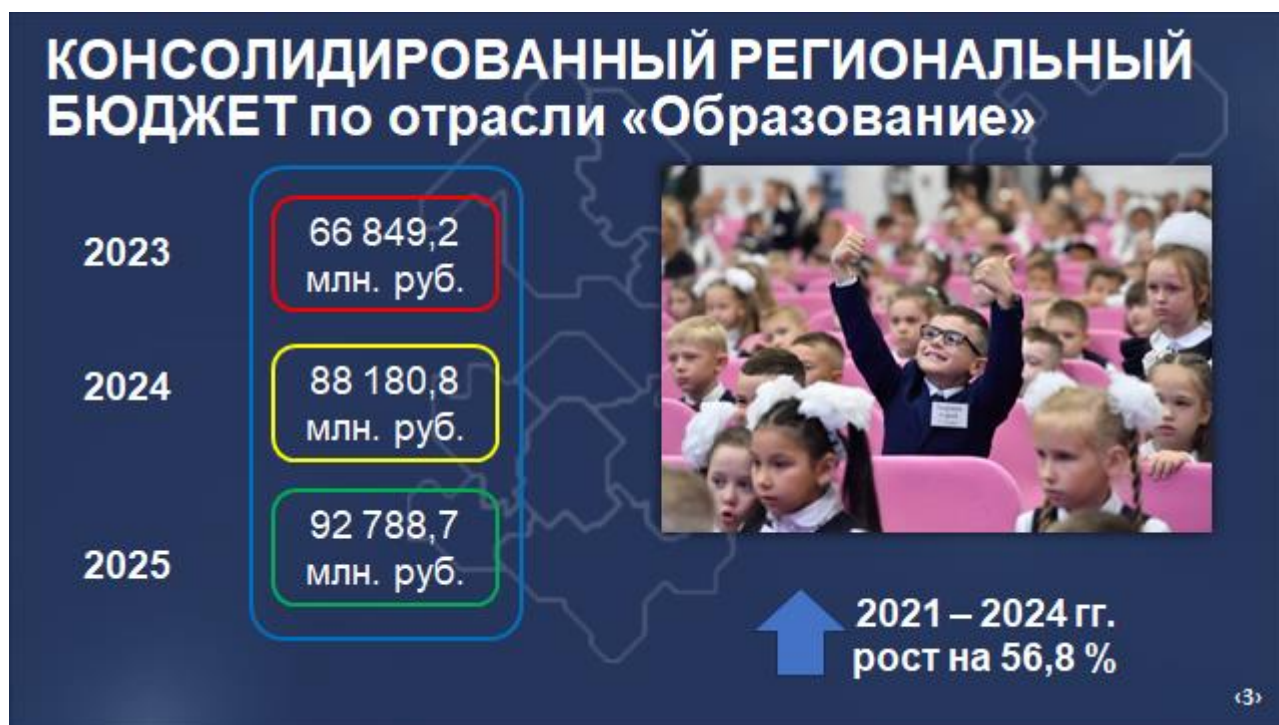 КОНСОЛИДИРОВАННЫЙ РЕГИОНАЛЬНЫЙ
БЮДЖЕТ по отрасли «Образование»
2023
66 849,2
млн. руб.
2024
88 180,8
млн. руб.
2025
92 788,7
млн. руб.
2021 – 2024 гг.
рост на 56,8 %
‹3›